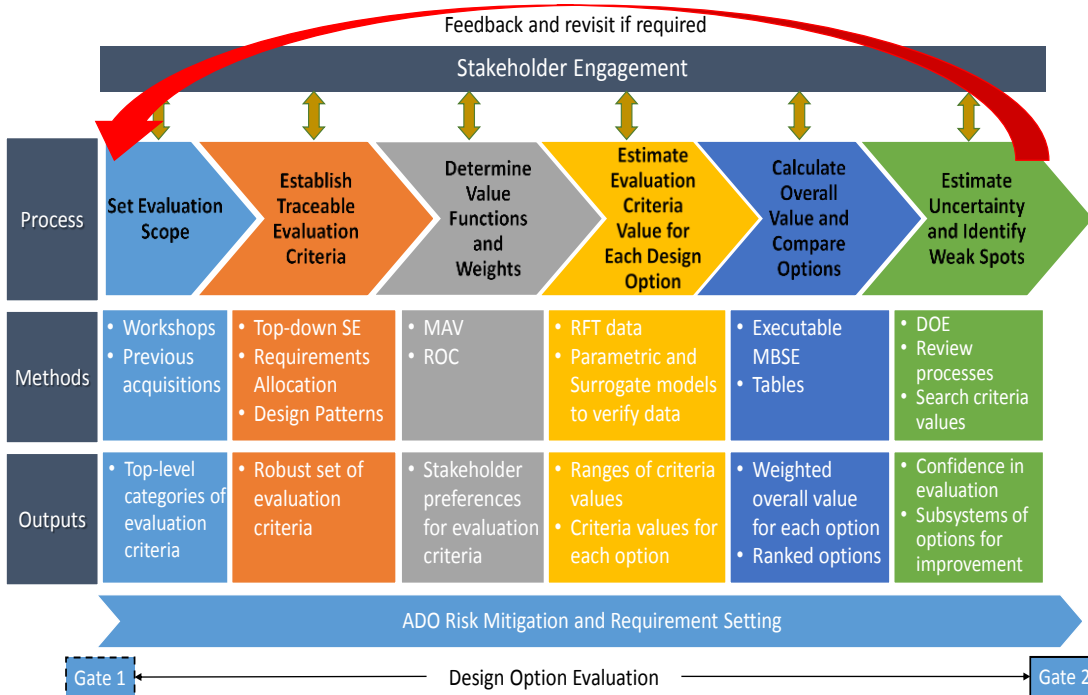 Feedback and revisit if required
Stakeholder Engagement
Process
Set Evaluation
Scope
Establish
Traceable
Evaluation
Criteria
Determine
Value
Functions
and
Weights
Estimate
Evaluation
Criteria
Value for
Each Design
Option
Calculate
Overall
Value and
Compare
Options
Estimate
Uncertainty
and Identify
Weak Spots
Methods
• Workshops
• Previous
acquisitions
• Top-down SE
• Requirements
Allocation
• Design Patterns
• MAV
• ROC
• RFT data
• Parametric and
Surrogate models
to verify data
• Executable
MBSE
• Tables
• DOE
• Review
processes
• Search criteria
values
Outputs
• Top-level
categories of
evaluation
criteria
• Robust set of
evaluation
criteria
• Stakeholder
preferences
for evaluation
criteria
• Ranges of criteria
values
• Criteria values for
each option
• Weighted
overall value
for each option
• Ranked options
• Confidence in
evaluation
• Subsystems of
options for
improvement
ADO Risk Mitigation and Requirement Setting
Gate 1
Design Option Evaluation
Gate 2